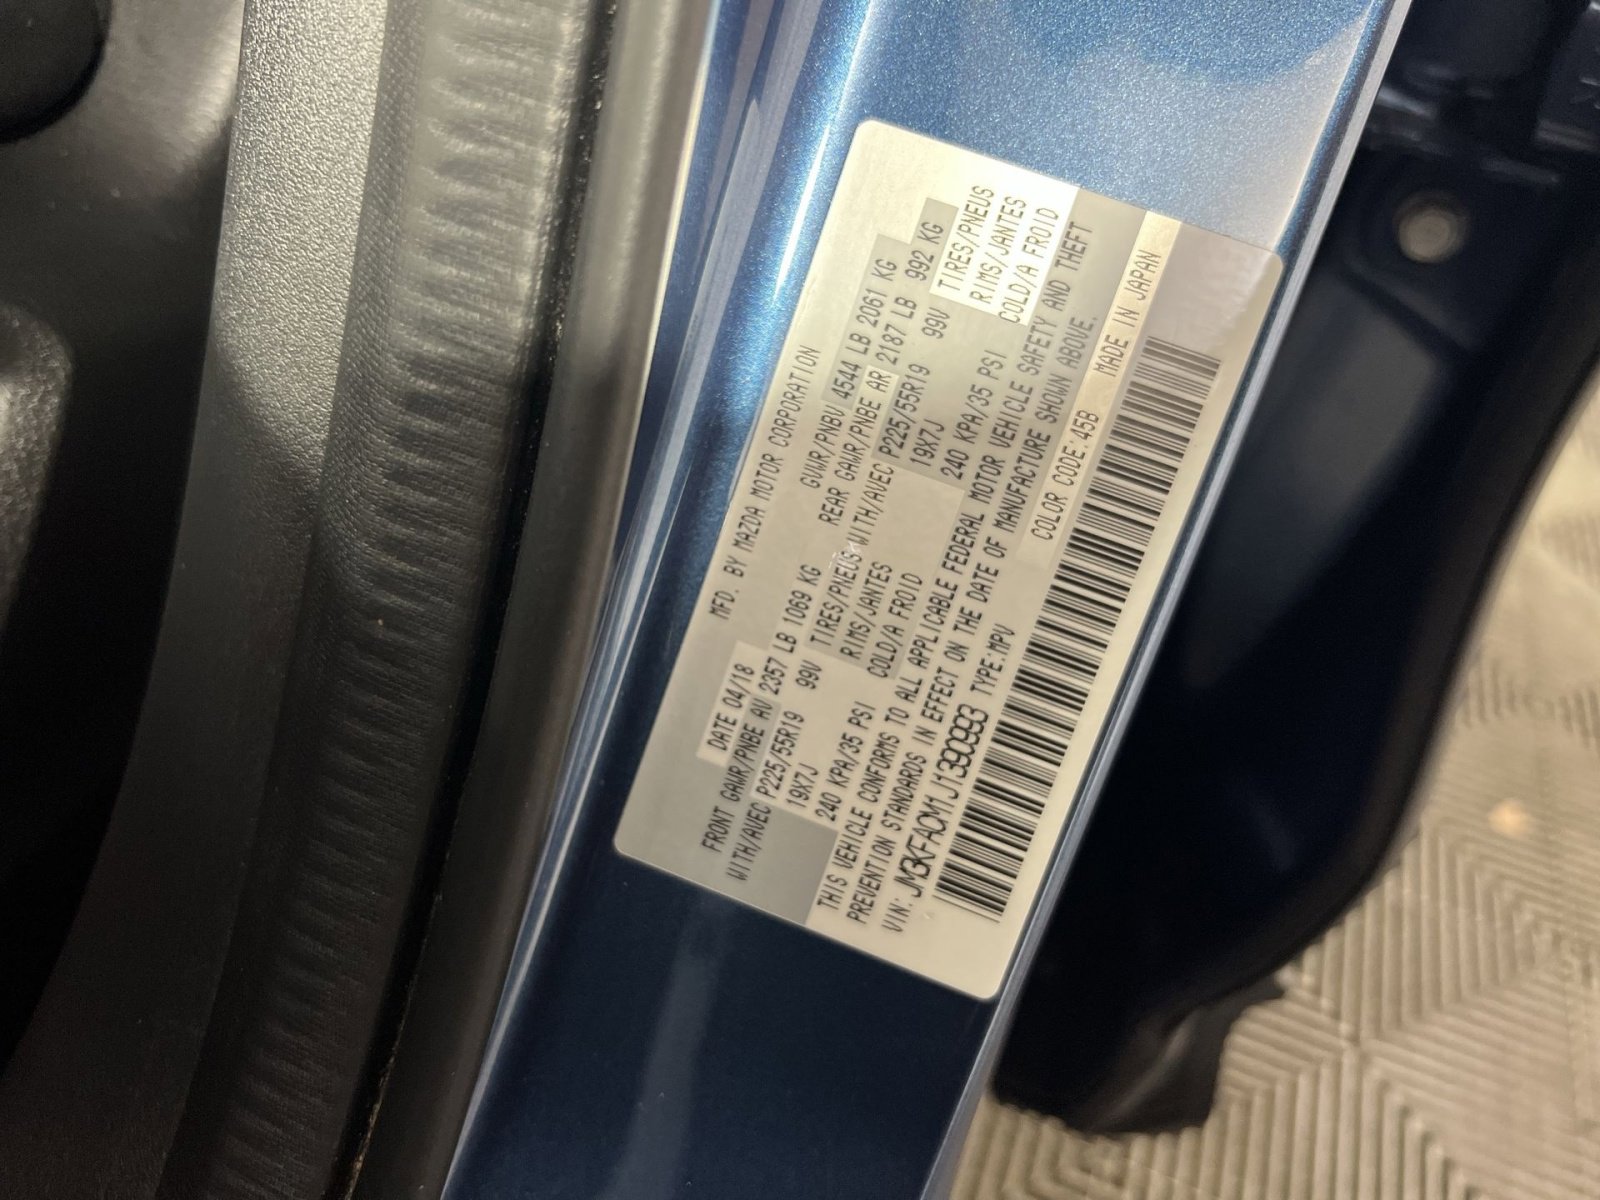 MFD. BY MAZDA MOTOR CORPORATION
DATE 04/18 GVWR/PNBV 4544 LB 2061 KG
FRONT GAWR/PNBE AV 2357 LB 1069 KG REAR GAWR/PNBE AR 2187 LB 992 KG
WITH/AVEC P225/55R19 99V TIRES/PNEUS WITH/AVEC P225/55R19 99V TIRES/PNEUS
19X7J RIMS/JANTES 19X7J RIMS/JANTES
240 KPA/35 PSI COLD/A FROID 240 KPA/35 PSI COLD/A FROID
THIS VEHICLE CONFORMS TO ALL APPLICABLE FEDERAL MOTOR VEHICLE SAFETY AND THEFT
PREVENTION STANDARDS IN EFFECT ON THE DATE OF MANUFACTURE SHOWN ABOVE.
VIN: JM3KFACM1J1390993 TYPE:MPV COLOR CODE:45B MADE IN JAPAN